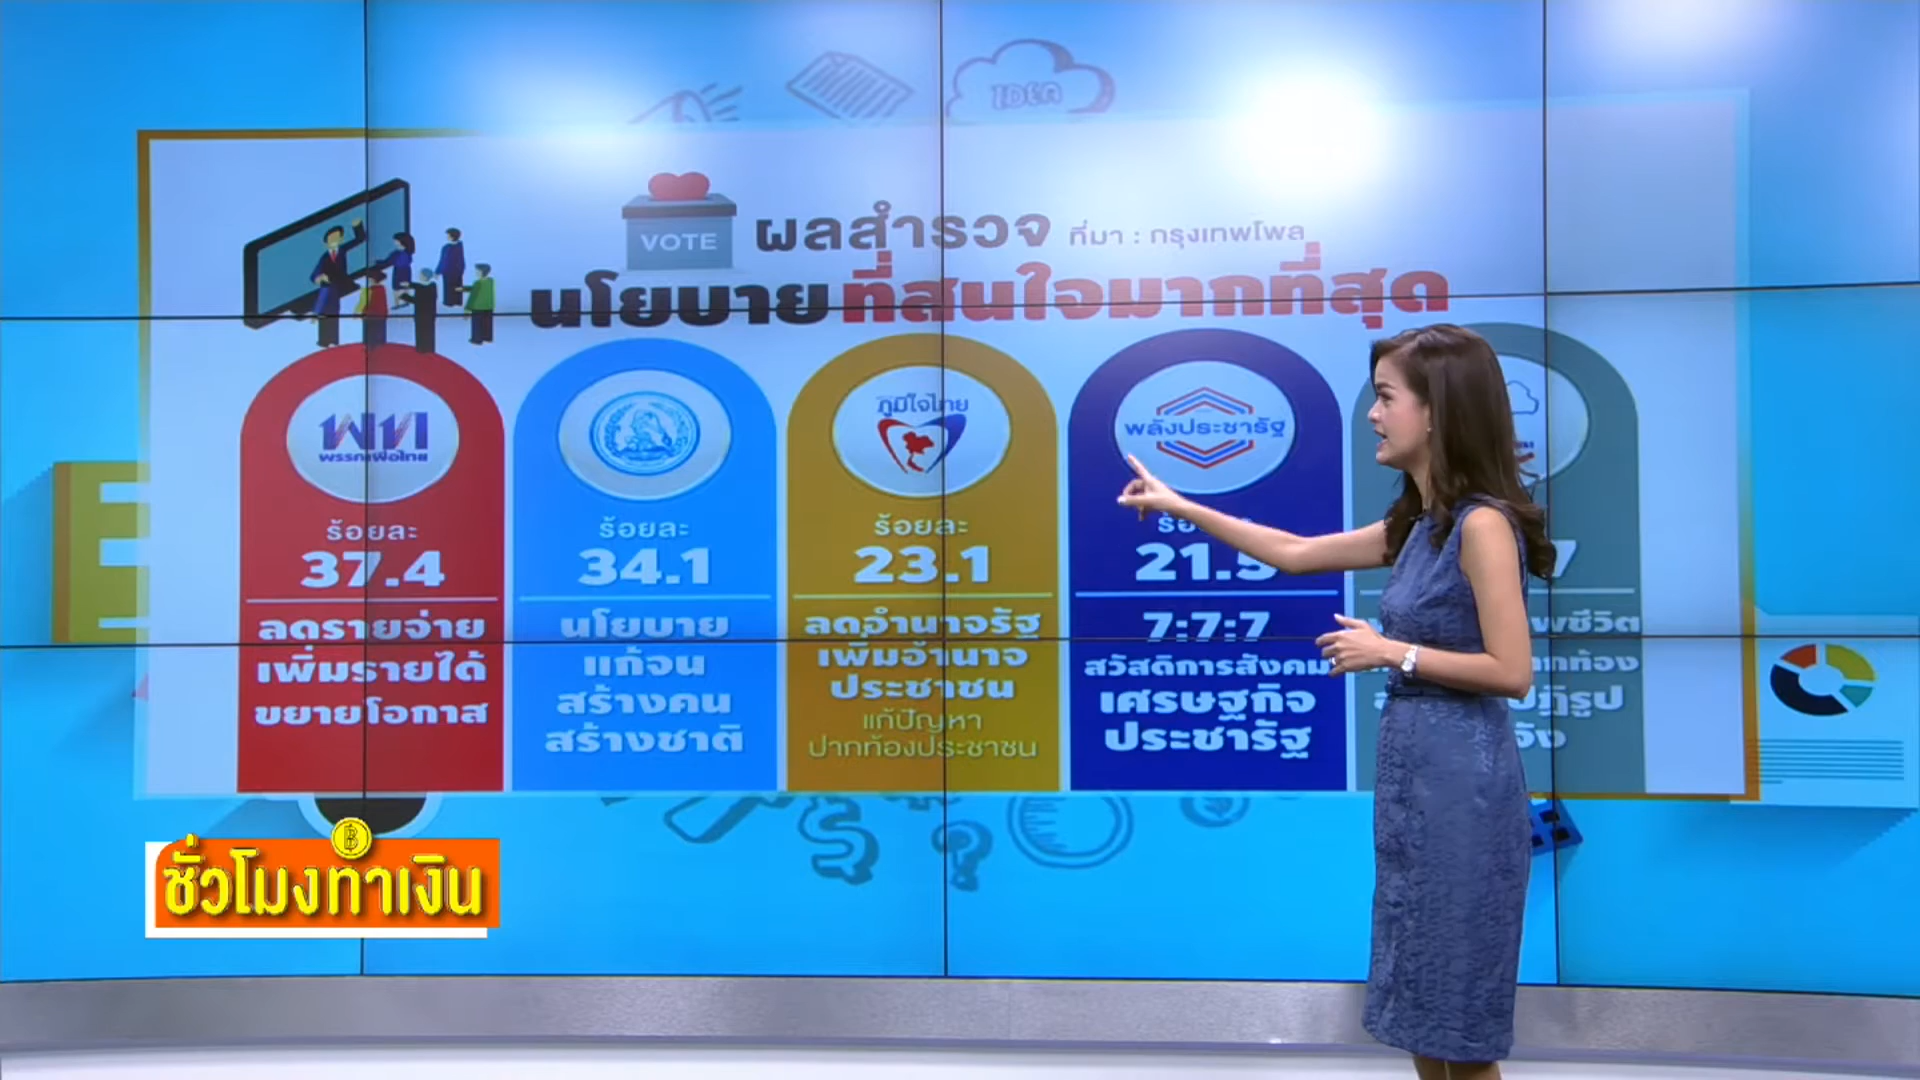 IDEA
VOTE
ผลสำรวจ ที่มา : กรุงเทพโพล
นโยบายที่สนใจมากที่สุด
พท
พรรคเพื่อไทย
ร้อยละ
37.4
ลดรายจ่าย
เพิ่มรายได้
ขยายโอกาส
ร้อยละ
34.1
นโยบาย
แก้จน
สร้างคน
สร้างชาติ
ภูมิใจไทย
ร้อยละ
23.1
ลดอำนาจรัฐ
เพิ่มอำนาจ
ประชาชน
แก้ปัญหา
ปากท้องประชาชน
พลังประชารัฐ
21.5
7:7:7
สวัสดิการสังคม
เศรษฐกิจ
ประชารัฐ
7
ชั่วโมงทำเงิน